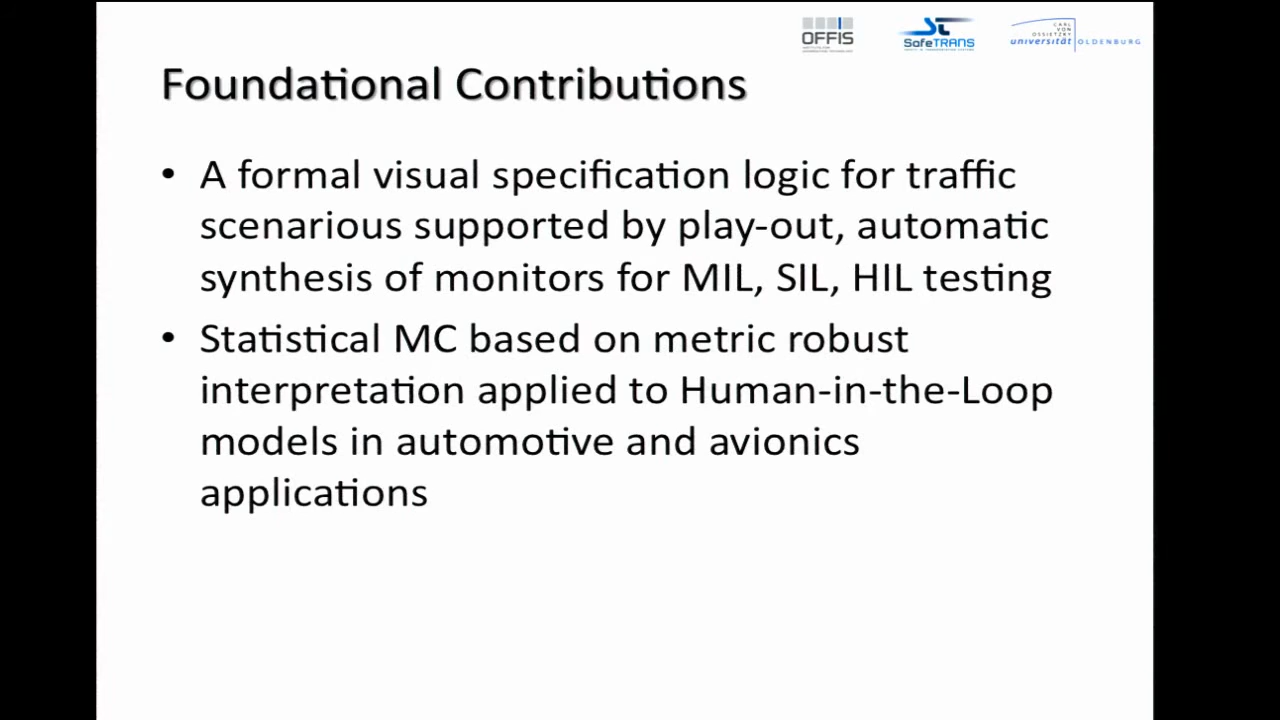 OFFIS
SafeTRANS
CARL
VON
OSSIETZKY
universität OLDENBURG
Foundational Contributions
• A formal visual specification logic for traffic
scenarious supported by play-out, automatic
synthesis of monitors for MIL, SIL, HIL testing
• Statistical MC based on metric robust
interpretation applied to Human-in-the-Loop
models in automotive and avionics
applications